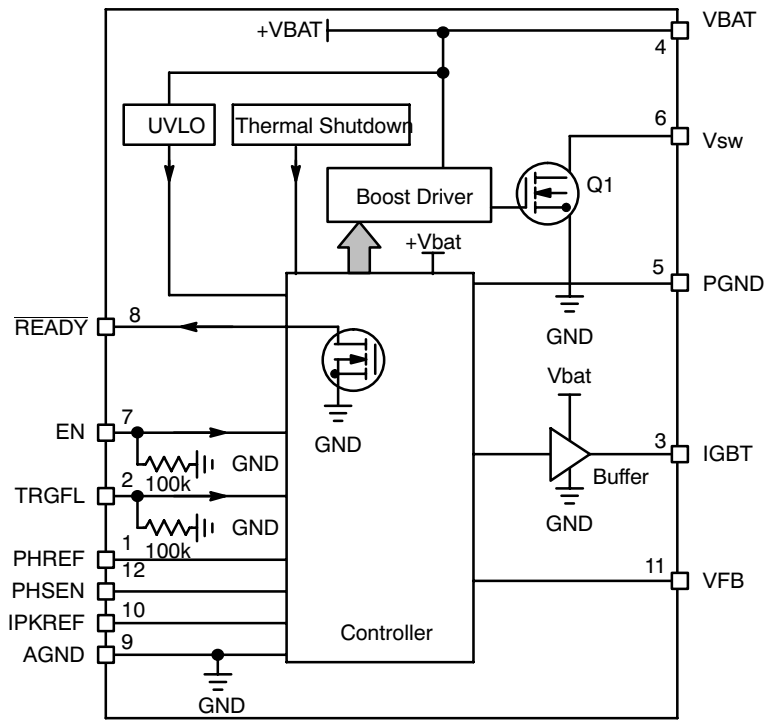 +VBAT
VBAT
4
UVLO
Thermal Shutdown
6
Vsw
Q1
Boost Driver
+Vbat
5
PGND
GND
READY
8
GND
Vbat
EN
7
GND
100k
3
IGBT
Buffer
TRGFL
2
GND
100k
GND
PHREF
1
PHSEN
12
11
VFB
IPKREF
10
Controller
AGND
9
GND